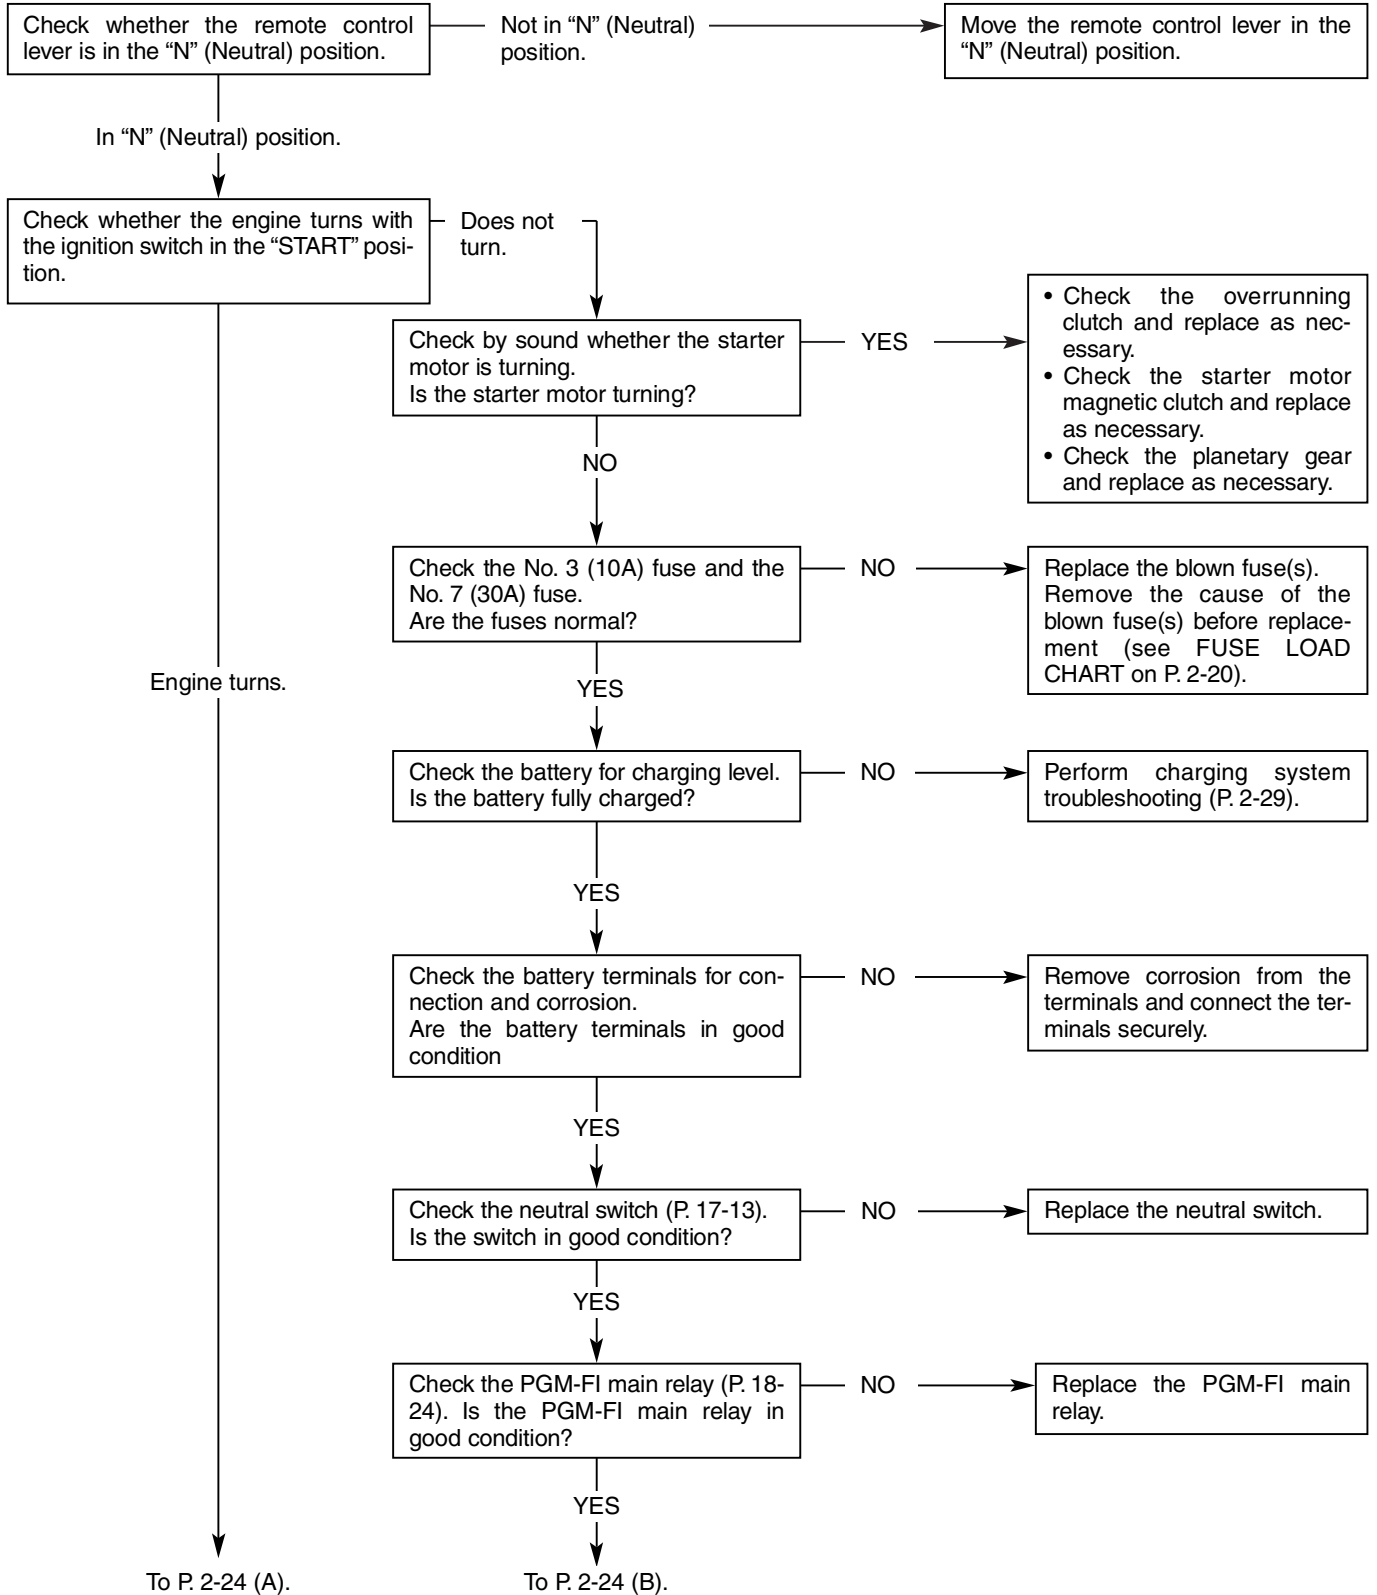 Check whether the remote control
lever is in the “N” (Neutral) position.
Not in “N” (Neutral)
position.
Move the remote control lever in the
“N” (Neutral) position.
In “N” (Neutral) position.
Check whether the engine turns with
the ignition switch in the “START” posi-
tion.
Does not
turn.
Check by sound whether the starter
motor is turning.
Is the starter motor turning?
YES
• Check the overrunning
clutch and replace as nec-
essary.
• Check the starter motor
magnetic clutch and replace
as necessary.
• Check the planetary gear
and replace as necessary.
NO
Check the No. 3 (10A) fuse and the
No. 7 (30A) fuse.
Are the fuses normal?
NO
Replace the blown fuse(s).
Remove the cause of the
blown fuse(s) before replace-
ment (see FUSE LOAD
CHART on P. 2-20).
Engine turns.
YES
Check the battery for charging level.
Is the battery fully charged?
NO
Perform charging system
troubleshooting (P. 2-29).
YES
Check the battery terminals for con-
nection and corrosion.
Are the battery terminals in good
condition
NO
Remove corrosion from the
terminals and connect the ter-
minals securely.
YES
Check the neutral switch (P. 17-13).
Is the switch in good condition?
NO
Replace the neutral switch.
YES
Check the PGM-FI main relay (P. 18-
24). Is the PGM-FI main relay in
good condition?
NO
Replace the PGM-FI main
relay.
YES
To P. 2-24 (A).
To P. 2-24 (B).